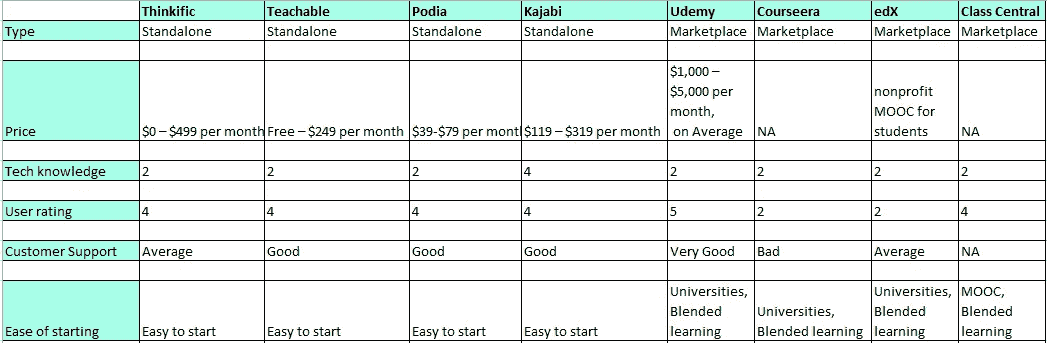 Thinkific Teachable Podia Kajabi Udemy Courseera edX Class Central
Type Standalone Standalone Standalone Standalone Marketplace Marketplace Marketplace Marketplace
$1,000 –
$5,000 per
month,
on Average
nonprofit
MOOC for
students
Price $0 – $499 per month Free – $249 per month $39-$79 per mont $119 – $319 per month NA NA
Tech knowledge 2 2 2 4 2 2 2 2
User rating 4 4 4 4 5 2 2 4
Customer Support Average Good Good Good Very Good Bad Average NA
Ease of starting Easy to start Easy to start Easy to start Easy to start
Universities,
Blended
learning
Universities,
Blended learning
Universities,
Blended
learning
MOOC,
Blended
learning